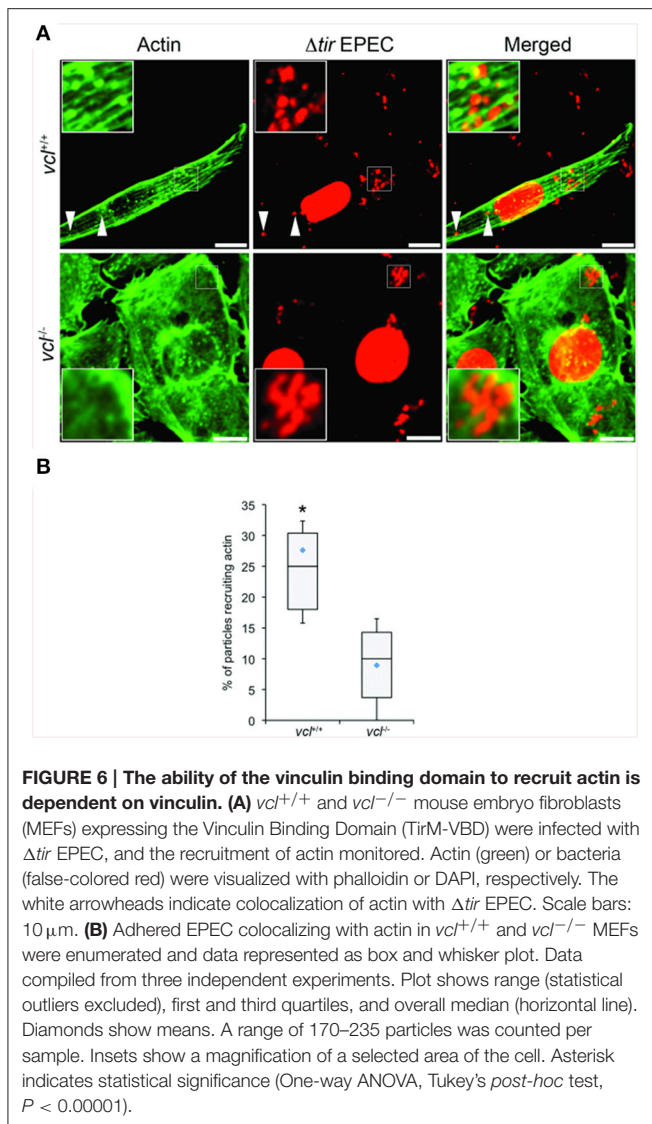 A
Actin
Δtir EPEC
Merged
vcl+/+
vcl-/-
B
% of particles recruiting actin
35
30
25
20
15
10
5
0
*
vcl+/+
vcl-/-
FIGURE 6 | The ability of the vinculin binding domain to recruit actin is
dependent on vinculin. (A) vcl+/+ and vcl−/− mouse embryo fibroblasts
(MEFs) expressing the Vinculin Binding Domain (TirM-VBD) were infected with
Δtir EPEC, and the recruitment of actin monitored. Actin (green) or bacteria
(false-colored red) were visualized with phalloidin or DAPI, respectively. The
white arrowheads indicate colocalization of actin with Δtir EPEC. Scale bars:
10 μm. (B) Adhered EPEC colocalizing with actin in vcl+/+ and vcl−/− MEFs
were enumerated and data represented as box and whisker plot. Data
compiled from three independent experiments. Plot shows range (statistical
outliers excluded), first and third quartiles, and overall median (horizontal line).
Diamonds show means. A range of 170–235 particles was counted per
sample. Insets show a magnification of a selected area of the cell. Asterisk
indicates statistical significance (One-way ANOVA, Tukey's post-hoc test,
P < 0.00001).